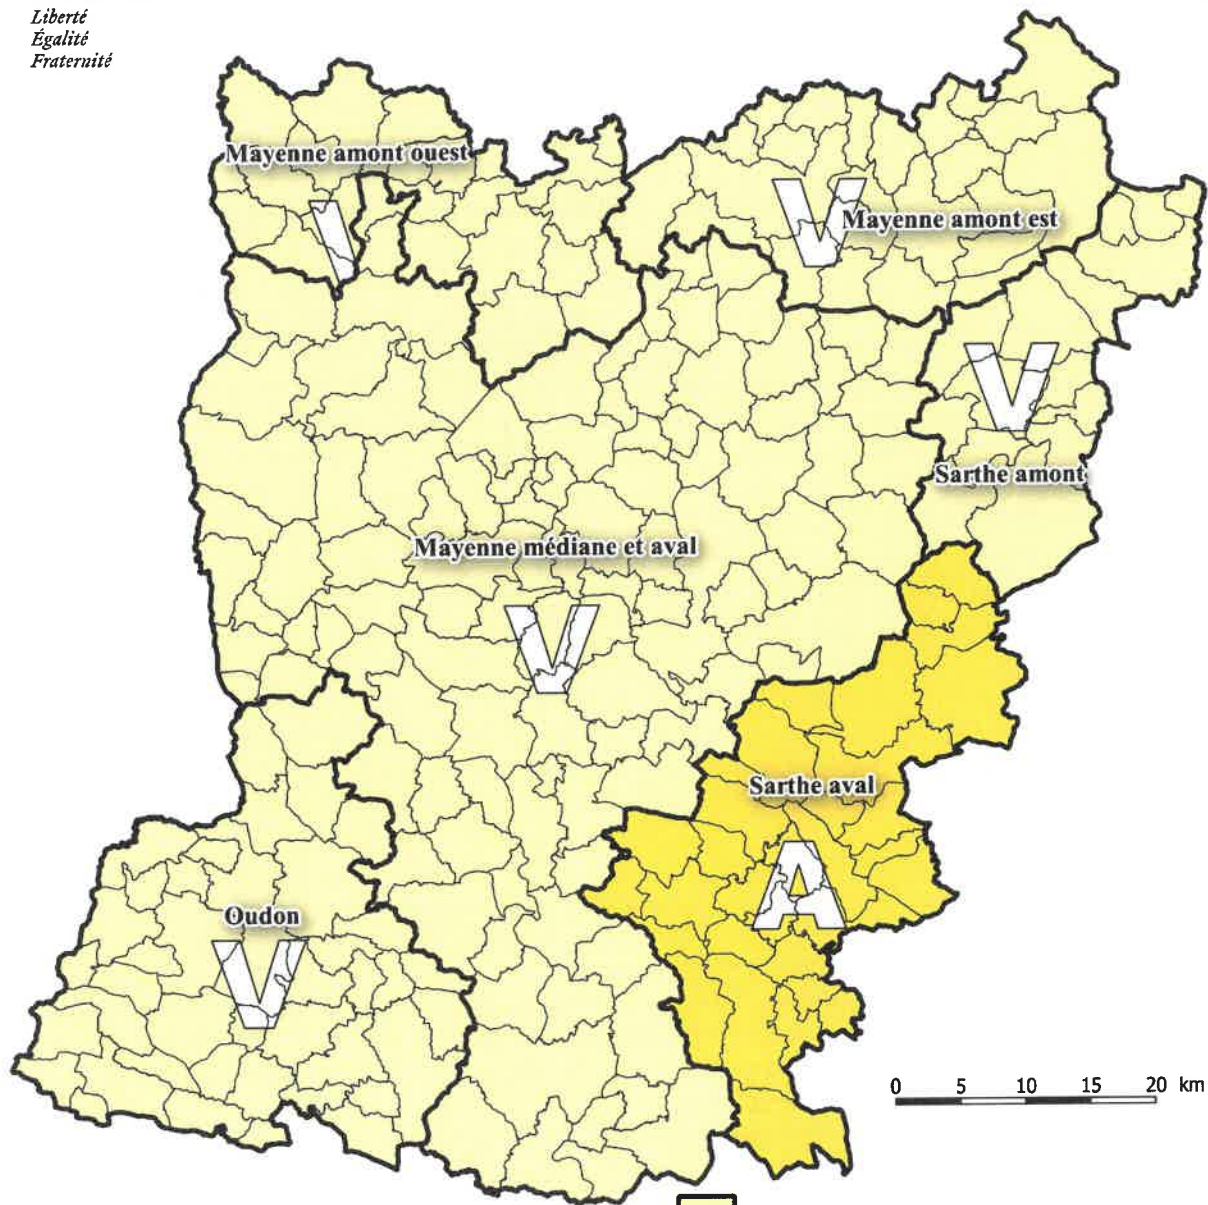 Liberté
Égalité
Fraternité
Mayenne amont ouest
V
V
Mayenne amont est
V
Sarthe amont
Mayenne médiane et aval
V
Sarthe aval
A
Oudon
V
0 5 10 15 20 km